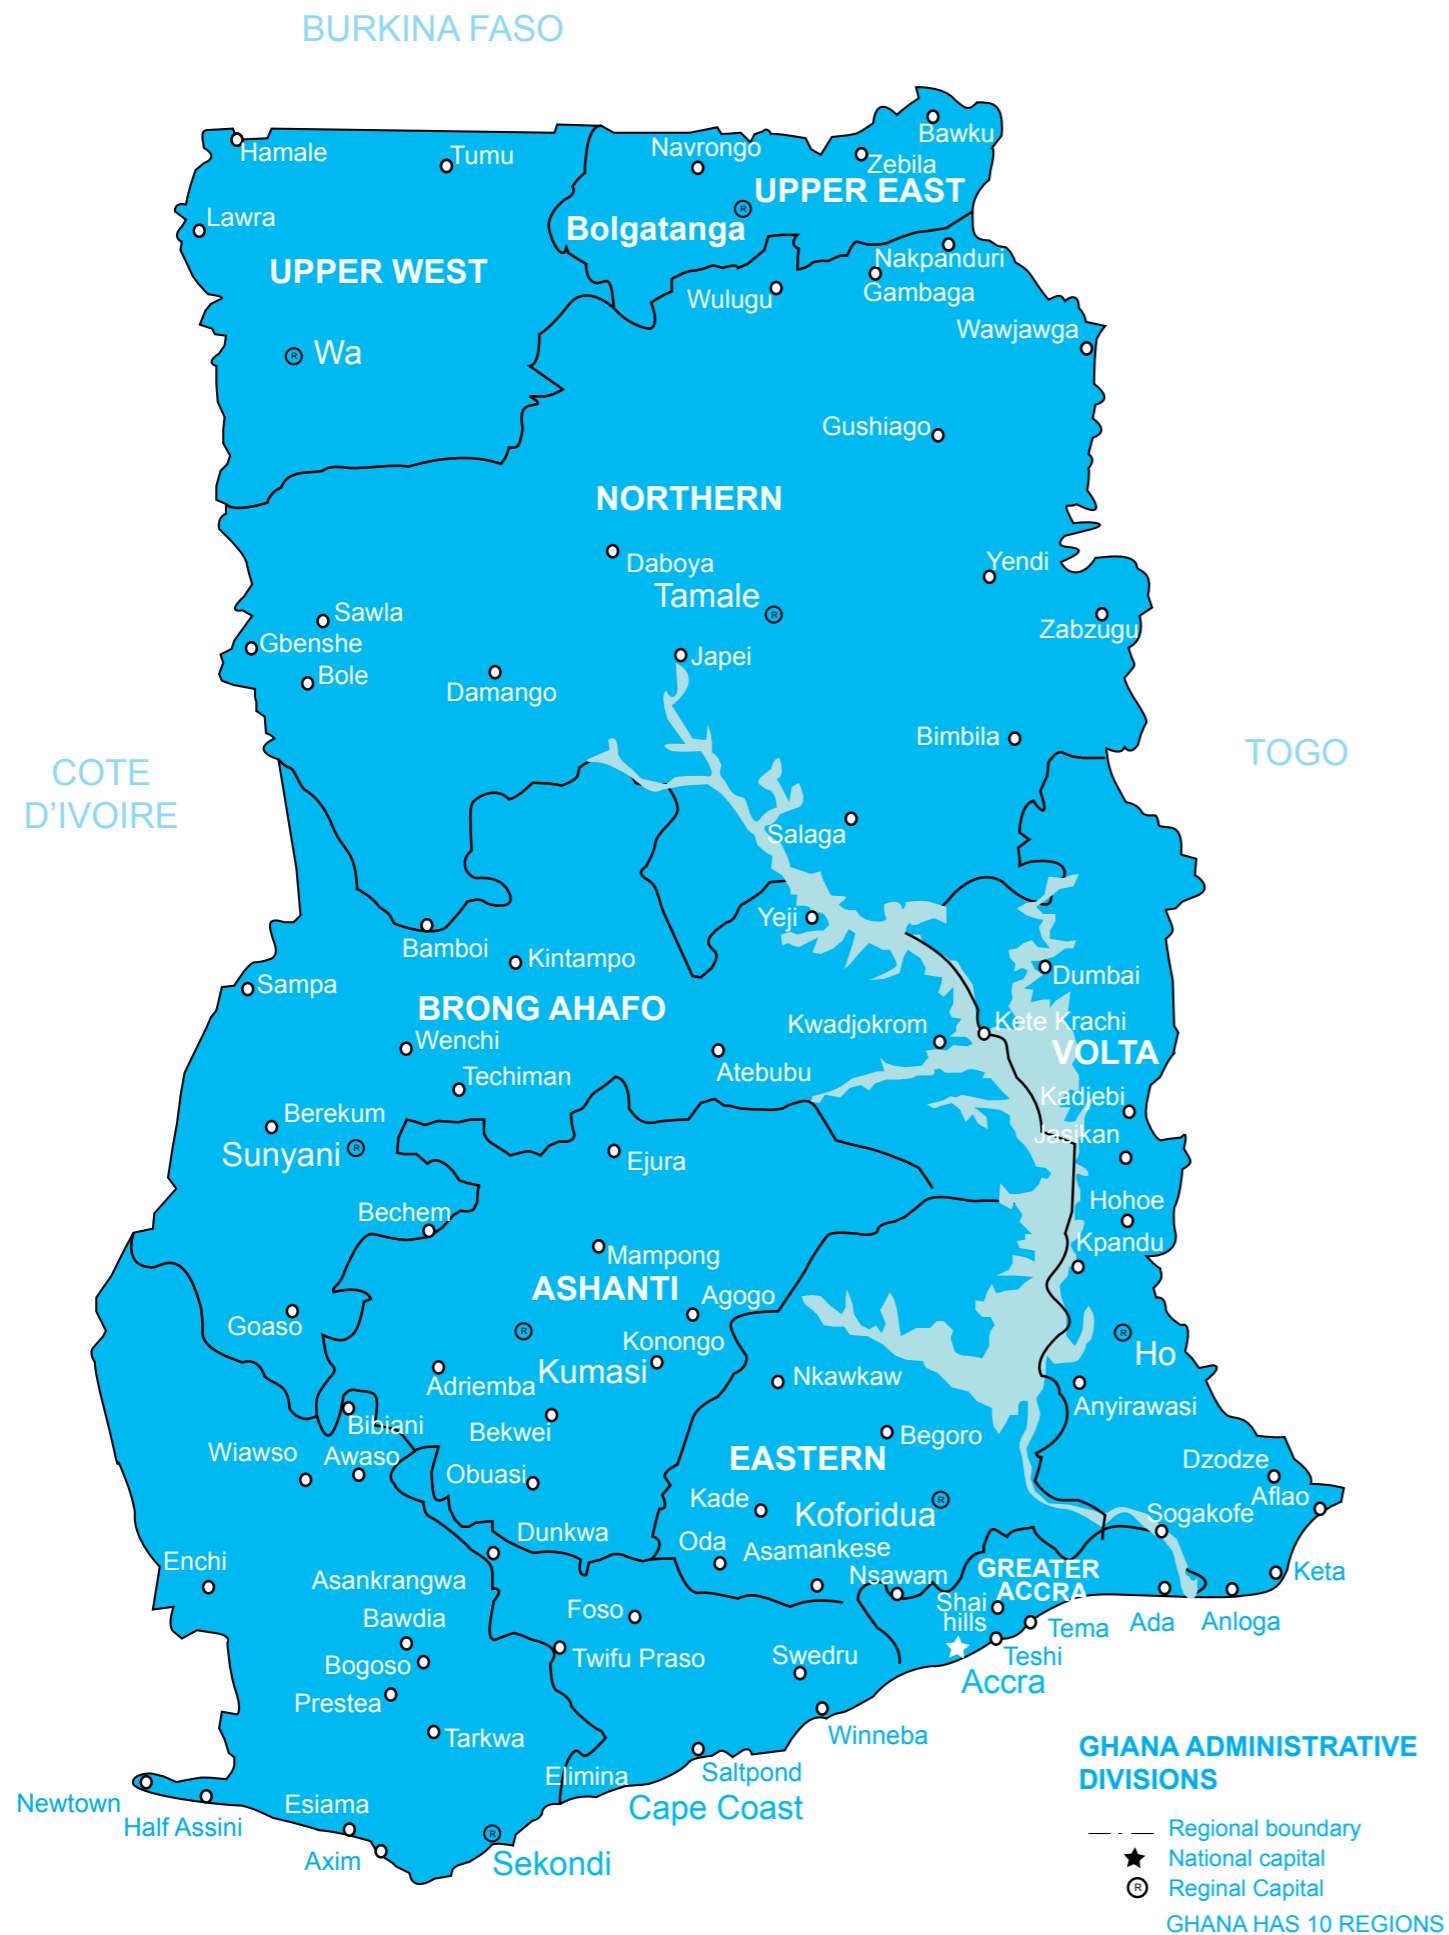 BURKINA FASO
Hamale
Tumu
Navrongo
Bawku
Zebila
UPPER EAST
Lawra
Bolgatanga
R
UPPER WEST
Nakpanduri
Wulugu
Gambaga
Wawjawga
R
Wa
Gushiago
NORTHERN
Daboya
Yendi
Tamale
R
Sawla
Zabzugu
Gbenshe
Japei
Bole
Damango
Bimbila
TOGO
COTE
D'IVOIRE
Salaga
Yeji
Bamboi
Kintampo
Dumbai
Sampa
BRONG AHAFO
Kwadjokrom
Kete Krachi
Wenchi
VOLTA
Techiman
Atebubu
Kadjebi
Berekum
Jasikan
Sunyani
R
Ejura
Hohoe
Bechem
Kpandu
Mampong
ASHANTI
Agogo
Goaso
R
Konongo
R
Ho
Kumasi
Adriemba
Nkawkaw
Anyirawasi
Bibiani
Bekwei
Begoro
Wiawso
Awaso
EASTERN
Dzodze
Obuasi
Kade
Aflao
Koforidua
R
Sogakofe
Dunkwa
Oda
Asamankese
Enchi
Nsawam
GREATER
ACCRA
Keta
Asankrangwa
Shai
hills
Foso
Bawdia
Tema
Ada
Anloga
Twifu Praso
Swedru
Teshi
Bogoso
Accra
Prestea
Tarkwa
Winneba
Elimina
Saltpond
Cape Coast
Newtown
Half Assini
Esiama
Axim
R
Sekondi
GHANA ADMINISTRATIVE
DIVISIONS
Regional boundary
National capital
R
Reginal Capital
GHANA HAS 10 REGIONS